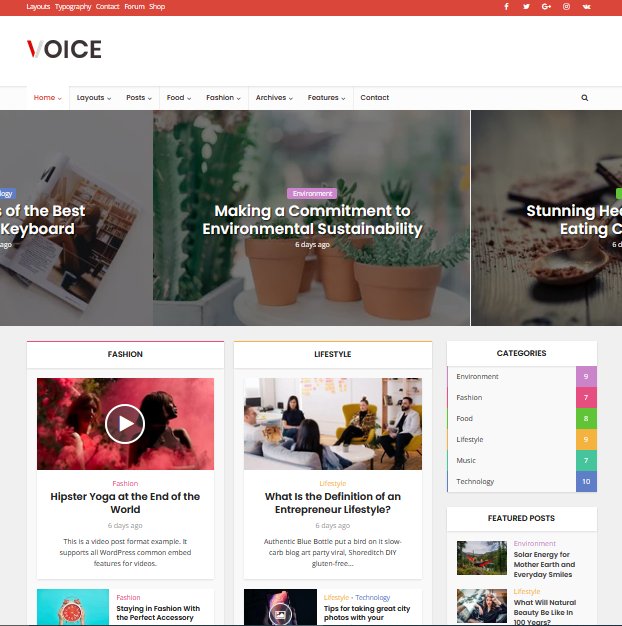 Layouts Typography Contact Forum Shop
VOICE
Home Layouts Posts Food Fashion Archives Features Contact
of the Best
Keyboard
ago
Environment
Making a Commitment to
Environmental Sustainability
6 days ago
Stunning
Eating
FASHION
Fashion
Hipster Yoga at the End of the
World
6 days ago
This is a video post format example. It
supports all WordPress common embed
features for videos.
Fashion
Staying in Fashion With
the Perfect Accessory
LIFESTYLE
Lifestyle
What Is the Definition of an
Entrepreneur Lifestyle?
6 days ago
Authentic Blue Bottle put a bird on it slow-
carb blog art party viral, Shoreditch DIY
gluten-free...
Lifestyle • Technology
Tips for taking great city
photos with your
CATEGORIES
Environment 9
Fashion 7
Food 8
Lifestyle 9
Music 7
Technology 10
FEATURED POSTS
Environment
Solar Energy for
Mother Earth and
Everyday Smiles
Lifestyle
What Will Natural
Beauty Be Like In
100 Years?